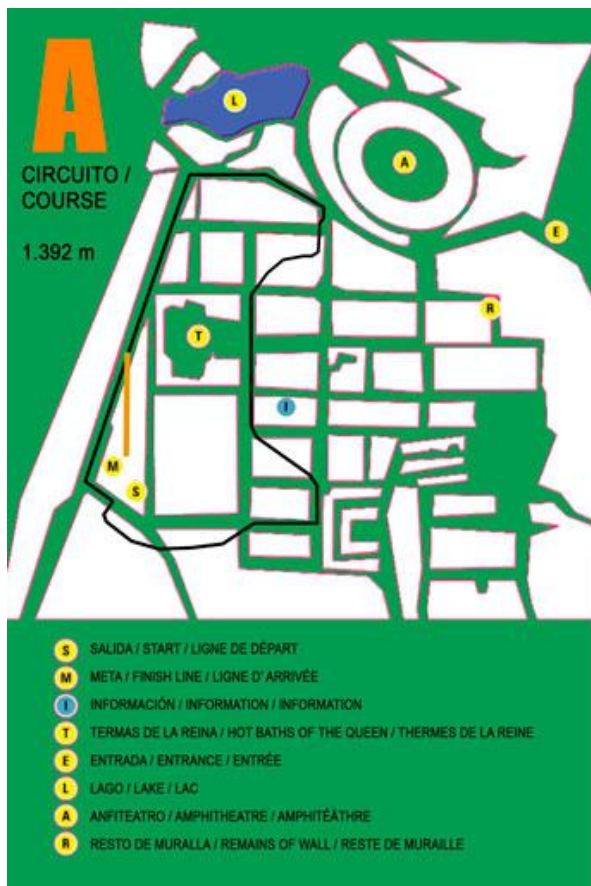 A
CIRCUITO /
COURSE
1.392 m
L
A
E
R
T
I
M
S
S SALIDA / START / LIGNE DE DÉPART
M META / FINISH LINE / LIGNE D' ARRIVÉE
I INFORMACIÓN / INFORMATION / INFORMATION
T TERMAS DE LA REINA / HOT BATHS OF THE QUEEN / THERMES DE LA REINE
E ENTRADA / ENTRANCE / ENTRÉE
L LAGO / LAKE / LAC
A ANFITEATRO / AMPHITHEATRE / AMPHITÉÂTHRE
R RESTO DE MURALLA / REMAINS OF WALL / RESTE DE MURAILLE